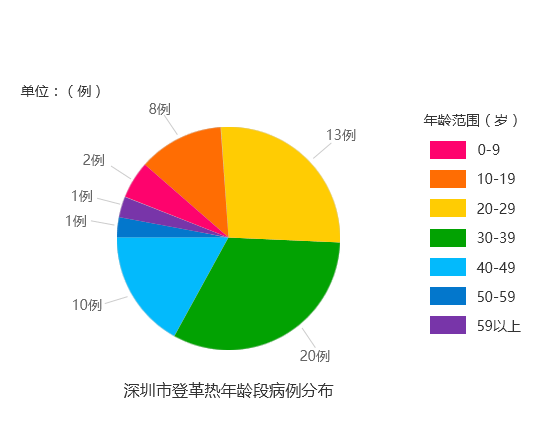 单位：（例）
8例
13例
2例
1例
1例
10例
20例
年龄范围（岁）
0-9
10-19
20-29
30-39
40-49
50-59
59以上
深圳市登革热年龄段病例分布